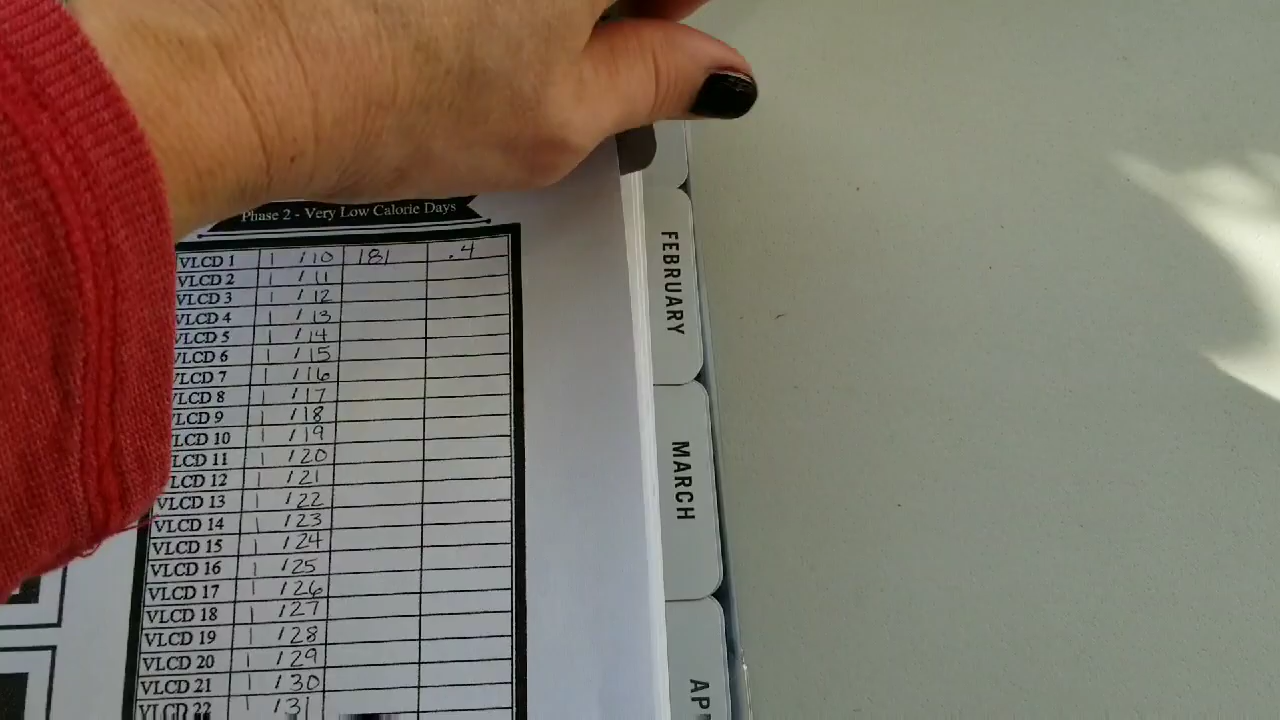 Phase 2 - Very Low Calorie Days
VLCD 1 1/10 181 .4
VLCD 2 1/11
VLCD 3 1/12
VLCD 4 1/13
VLCD 5 1/14
VLCD 6 1/15
VLCD 7 1/16
VLCD 8 1/17
VLCD 9 1/18
VLCD 10 1/19
VLCD 11 1/20
VLCD 12 1/21
VLCD 13 1/22
VLCD 14 1/23
VLCD 15 1/24
VLCD 16 1/25
VLCD 17 1/26
VLCD 18 1/27
VLCD 19 1/28
VLCD 20 1/29
VLCD 21 1/30
VLCD 22 1/31
FEBRUARY
MARCH
AP